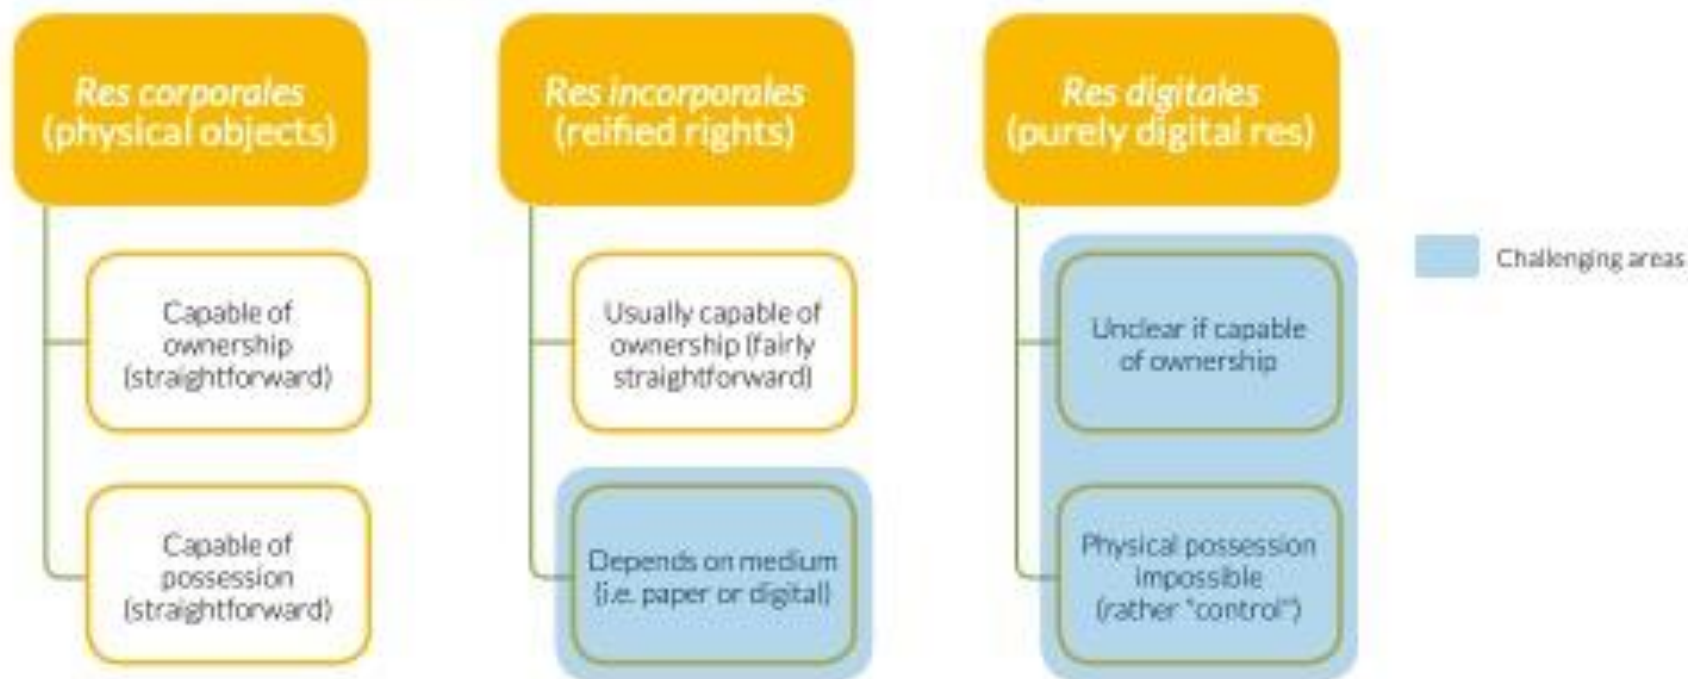 Res corporales
(physical objects)
Capable of
ownership
(straightforward)
Capable of
possession
(straightforward)
Res incorporales
(reified rights)
Usually capable of
ownership (fairly
straightforward)
Depends on medium
(i.e. paper or digital)
Res digitales
(purely digital res)
Unclear if capable
of ownership
Physical possession
impossible
(rather "control")
Challenging areas